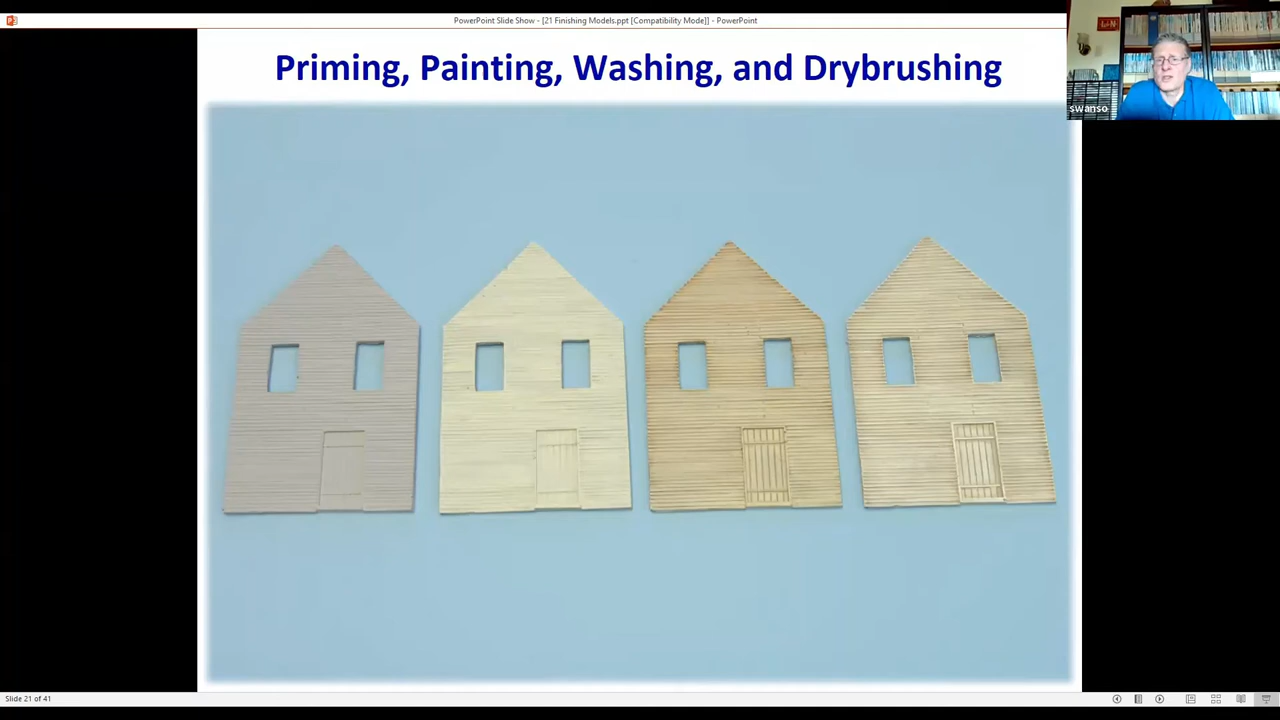 PowerPoint Slide Show - [21 Finishing Models.ppt [Compatibility Mode]] - PowerPoint
Priming, Painting, Washing, and Drybrushing
swanso
Slide 21 of 41